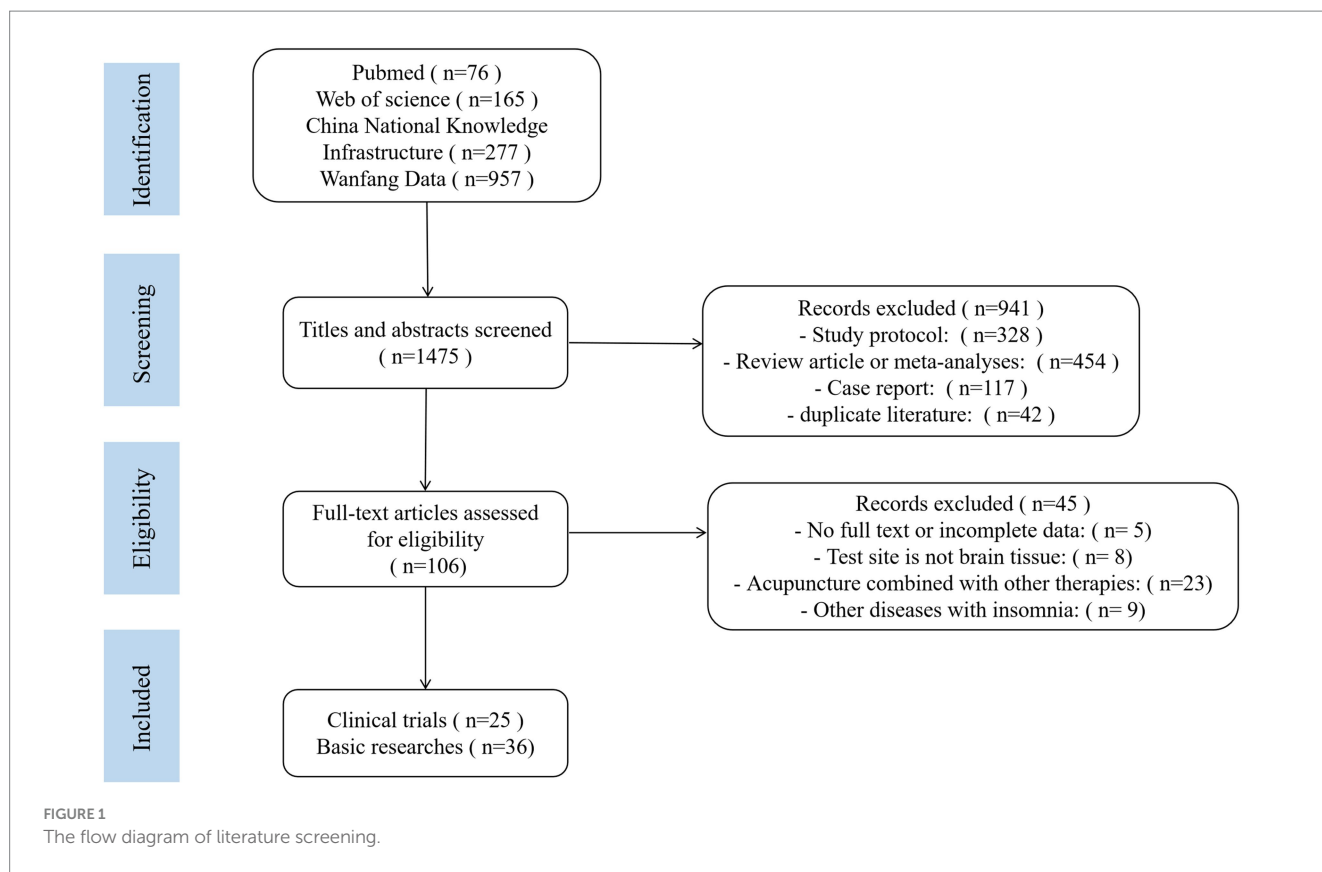 Identification
Pubmed ( n=76 )
Web of science ( n=165 )
China National Knowledge
Infrastructure ( n=277 )
Wanfang Data ( n=957 )
Screening
Titles and abstracts screened
( n=1475 )
Records excluded ( n=941 )
- Study protocol: ( n=328 )
- Review article or meta-analyses: ( n=454 )
- Case report: ( n=117 )
- duplicate literature: ( n=42 )
Eligibility
Full-text articles assessed
for eligibility
( n=106)
Records excluded ( n=45 )
- No full text or incomplete data: ( n= 5)
- Test site is not brain tissue: ( n= 8)
- Acupuncture combined with other therapies: ( n=23)
- Other diseases with insomnia: ( n= 9)
Included
Clinical trials ( n=25 )
Basic researches ( n=36)
FIGURE 1
The flow diagram of literature screening.